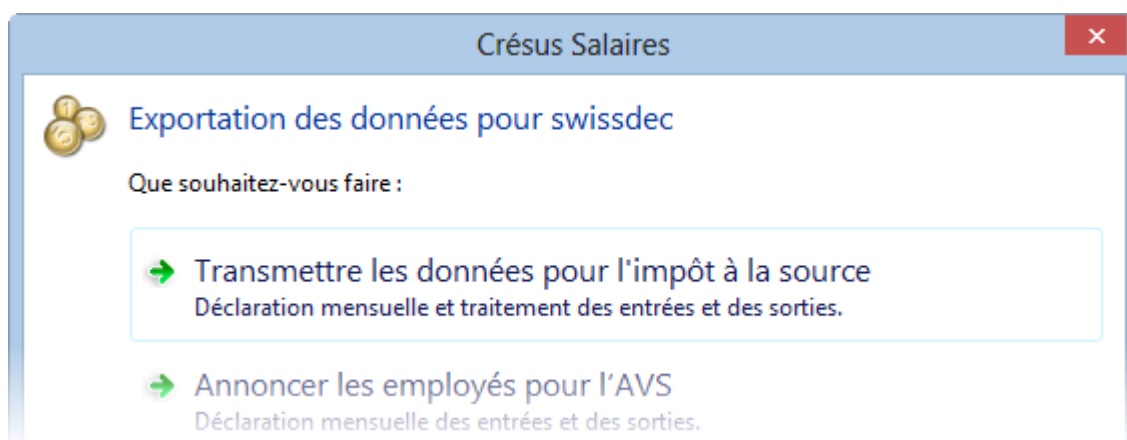 Crésus Salaires
Exportation des données pour swissdec
Que souhaitez-vous faire :
Transmettre les données pour l'impôt à la source
Déclaration mensuelle et traitement des entrées et des sorties.
Annoncer les employés pour l'AVS
Déclaration mensuelle des entrées et des sorties.